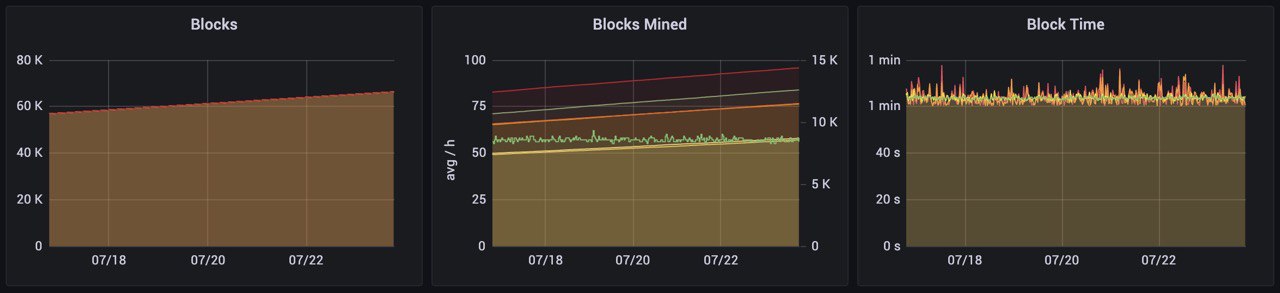 Blocks
80 K
60 K
40 K
20 K
0
07/18 07/20 07/22
Blocks Mined
avg / h
100
75
50
25
0
15 K
10 K
5 K
0
07/18 07/20 07/22
Block Time
1 min
1 min
40 s
20 s
0 s
07/18 07/20 07/22